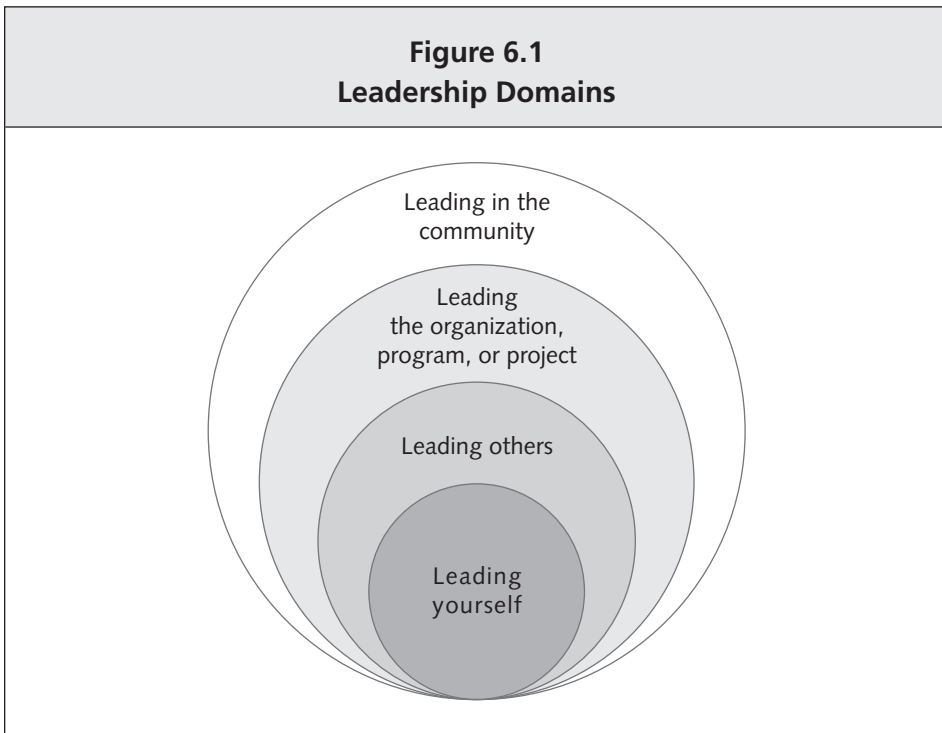 Figure 6.1
Leadership Domains
Leading in the
community
Leading
the organization,
program, or project
Leading others
Leading
yourself